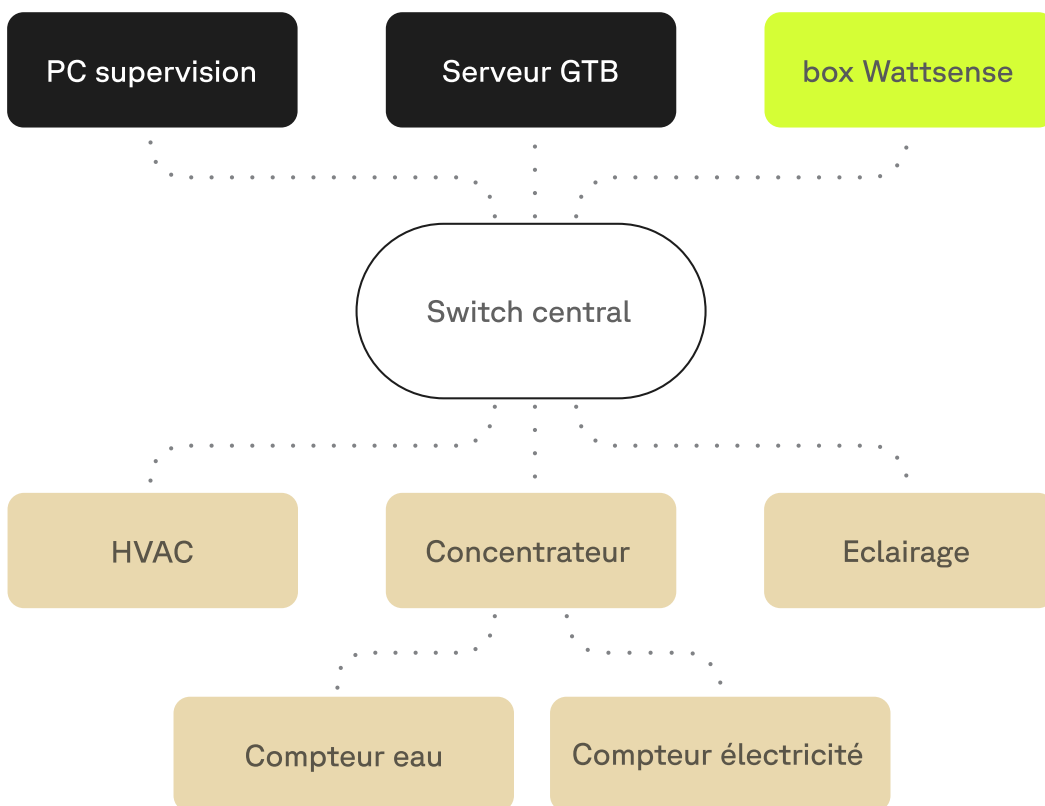 PC supervision
Serveur GTB
box Wattsense
Switch central
HVAC
Concentrateur
Eclairage
Compteur eau
Compteur électricité